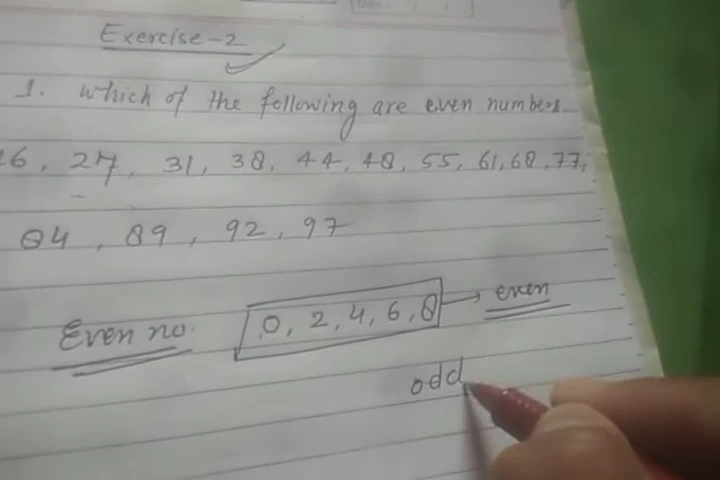 Exercise-2
1. Which of the following are even numbers.
16, 27, 31, 38, 44, 48, 55, 61, 68, 77,
84, 89, 92, 97
Even no. 0, 2, 4, 6, 8 → even
odd